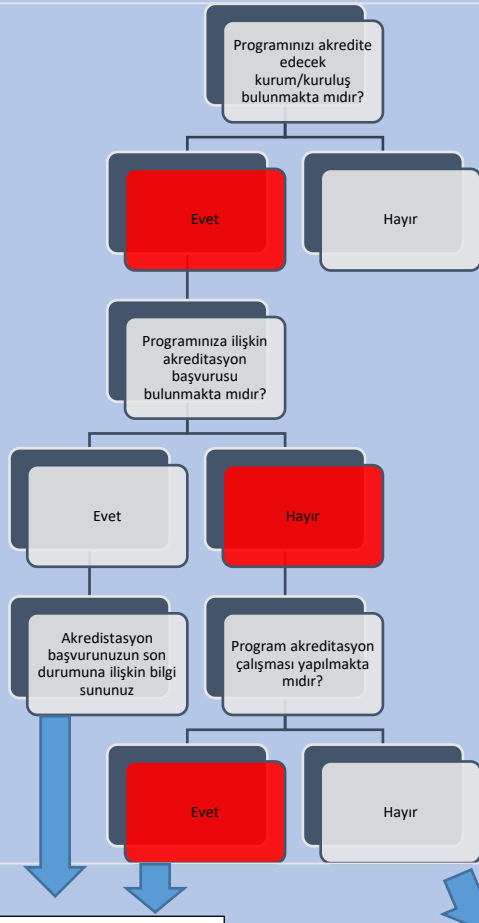 Programınızı akredite
edecek
kurum/kuruluş
bulunmakta mıdır?
Evet
Hayır
Programınıza ilişkin
akreditasyon
başvurusu
bulunmakta mıdır?
Evet
Hayır
Akredistasyon
başvurunuzun son
durumuna ilişkin bilgi
sununuz
Program akreditasyon
çalışması yapılmakta
mıdır?
Evet
Hayır